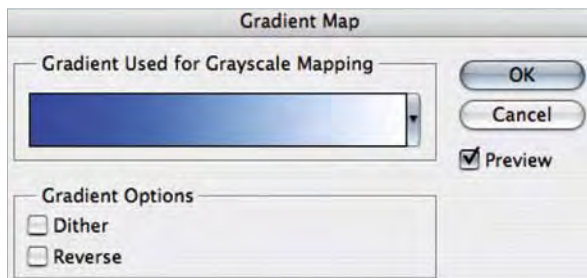 Gradient Map
Gradient Used for Grayscale Mapping
OK
Cancel
Preview
Gradient Options
Dither
Reverse